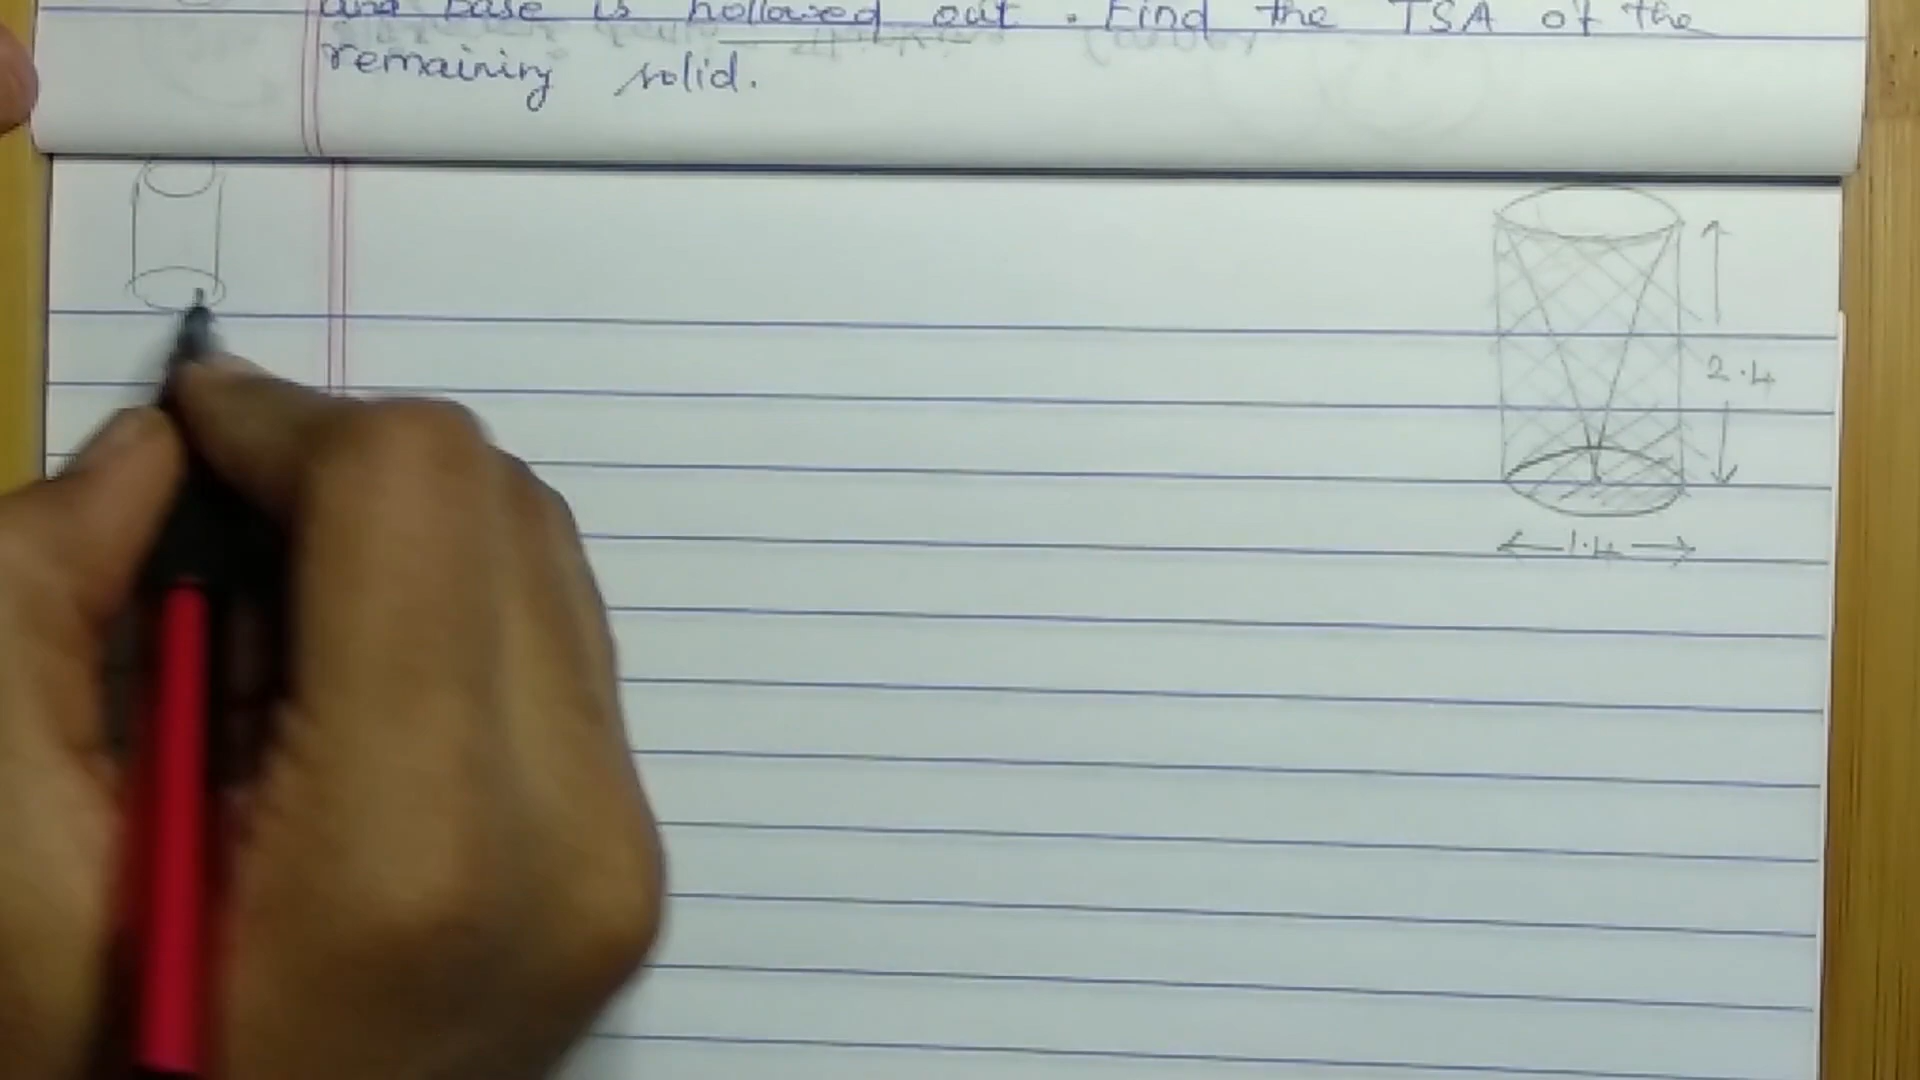 and base is hollowed out. Find the TSA of the
remaining solid.
2.4
1.4